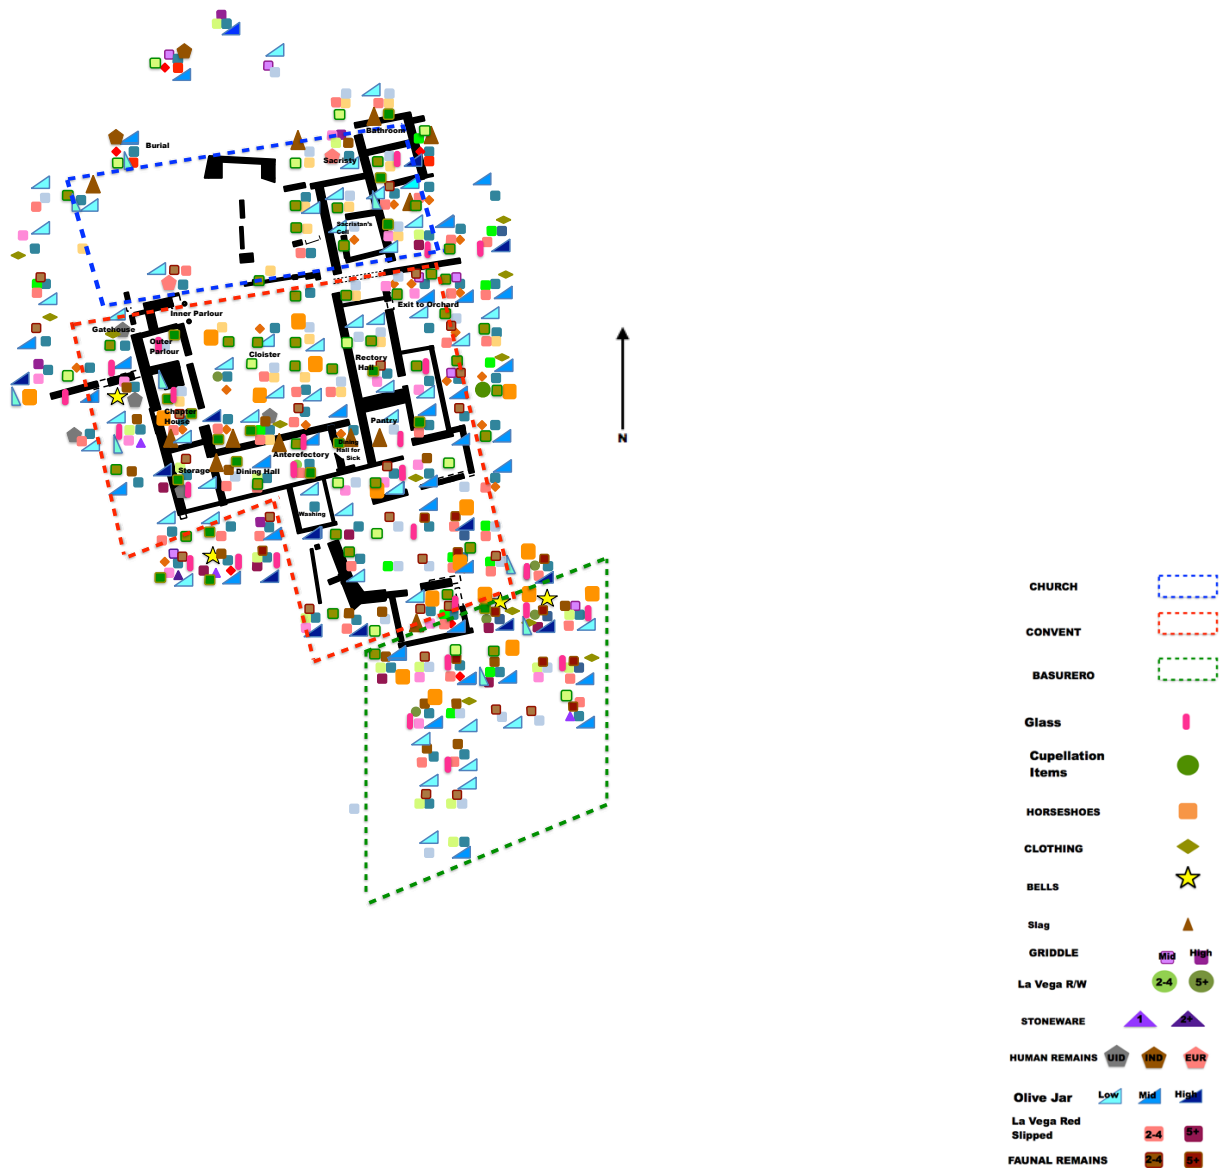 Bathroom
Burial
Sacristy
Sacristan's
Cell
Exit to Orchard
Inner Parlour
Gatehouse
Outer
Parlour
Cloister
Rectory
Hall
Chapter
House
Pantry
Dining
Hall for
Sick
Anterefectory
Storage
Dining Hall
Washing
N
CHURCH
CONVENT
BASURERO
Glass
Cupellation
Items
HORSESHOES
CLOTHING
BELLS
Slag
GRIDDLE Mid High
La Vega R/W 2-4 5+
STONEWARE 1 2+
HUMAN REMAINS UID IND EUR
Olive Jar Low Mid High
La Vega Red
Slipped 2-4 5+
FAUNAL REMAINS 2-4 5+